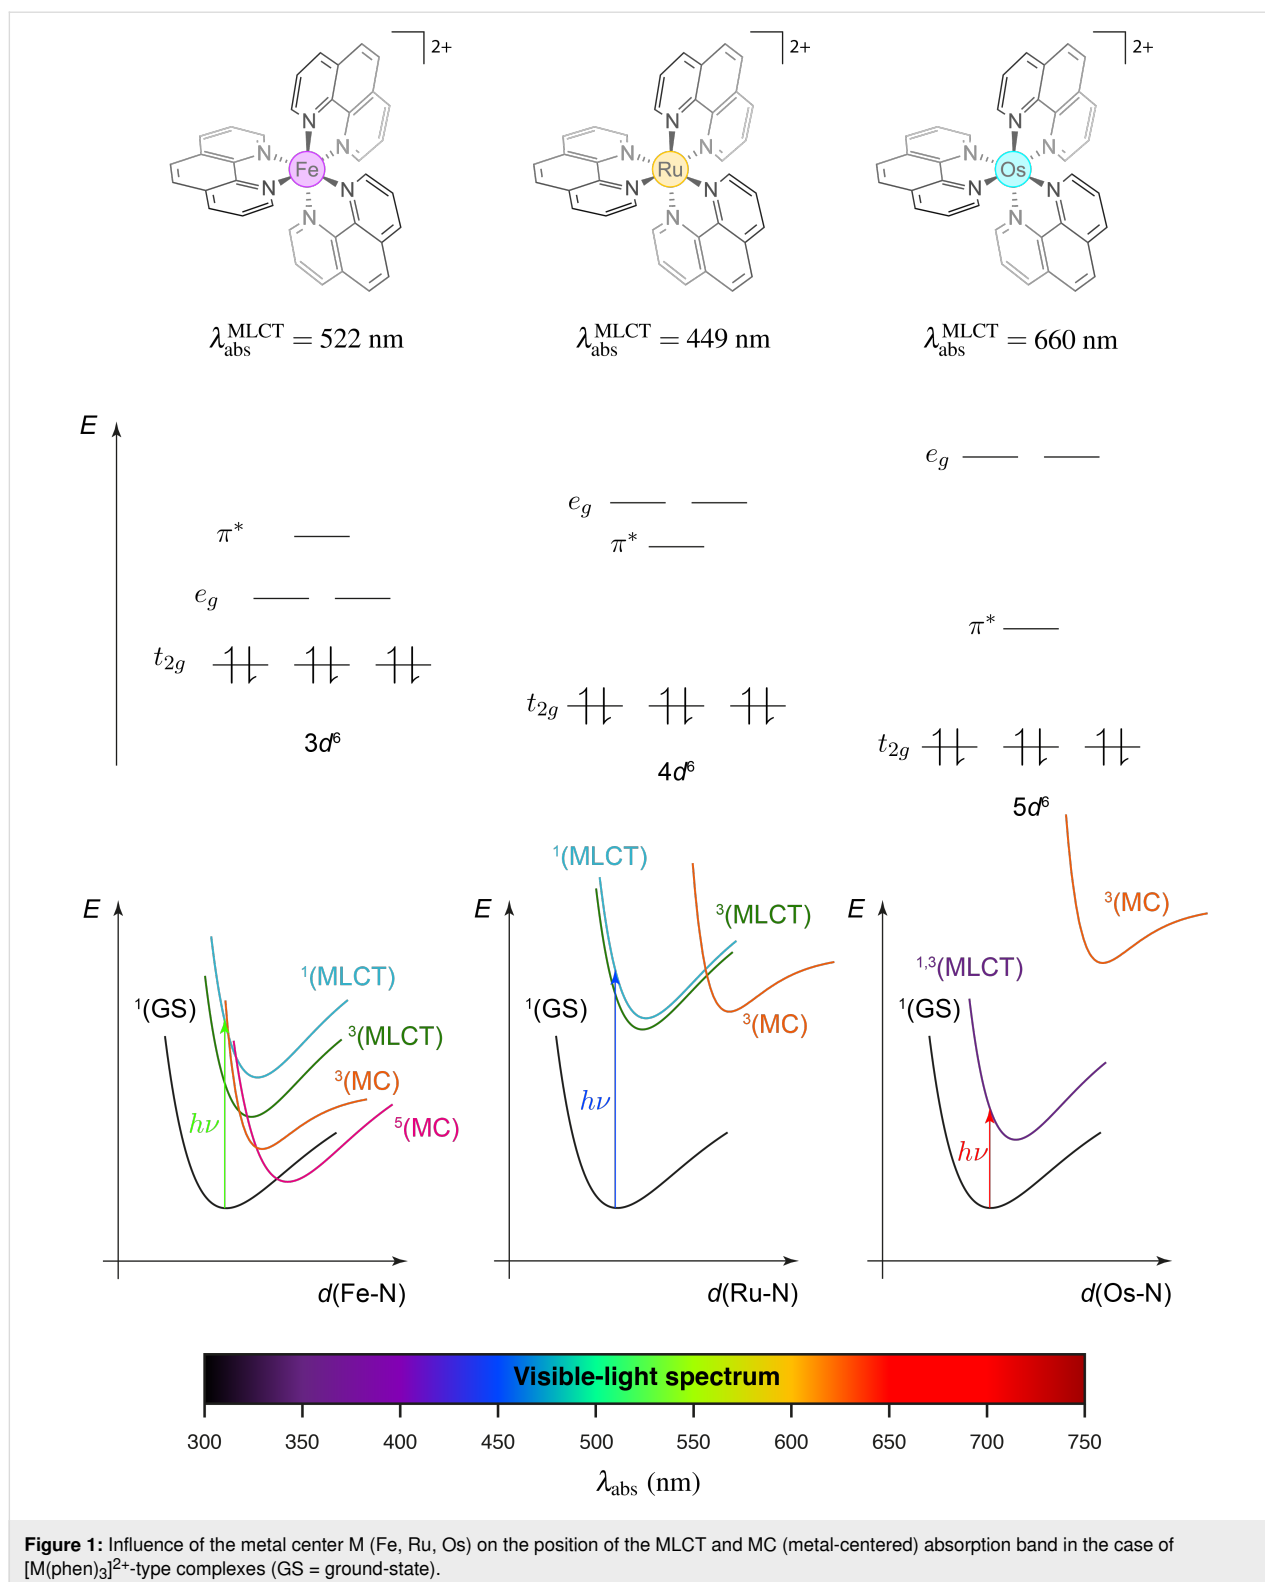 2+ 2+ 2+
N N N N N N Fe
N N N N N N Ru
N N N N N N Os
λ_abs^MLCT = 522 nm λ_abs^MLCT = 449 nm λ_abs^MLCT = 660 nm
E
π* e_g t_2g 3d⁶
e_g π* t_2g 4d⁶
e_g π* t_2g 5d⁶
E ¹(GS) ¹(MLCT) ³(MLCT) ³(MC) ⁵(MC) hν d(Fe-N)
E ¹(MLCT) ³(MLCT) ¹(GS) ³(MC) hν d(Ru-N)
E ³(MC) ¹,³(MLCT) ¹(GS) hν d(Os-N)
Visible-light spectrum
300 350 400 450 500 550 600 650 700 750
λ_abs (nm)
Figure 1: Influence of the metal center M (Fe, Ru, Os) on the position of the MLCT and MC (metal-centered) absorption band in the case of
[M(phen)₃]²⁺-type complexes (GS = ground-state).